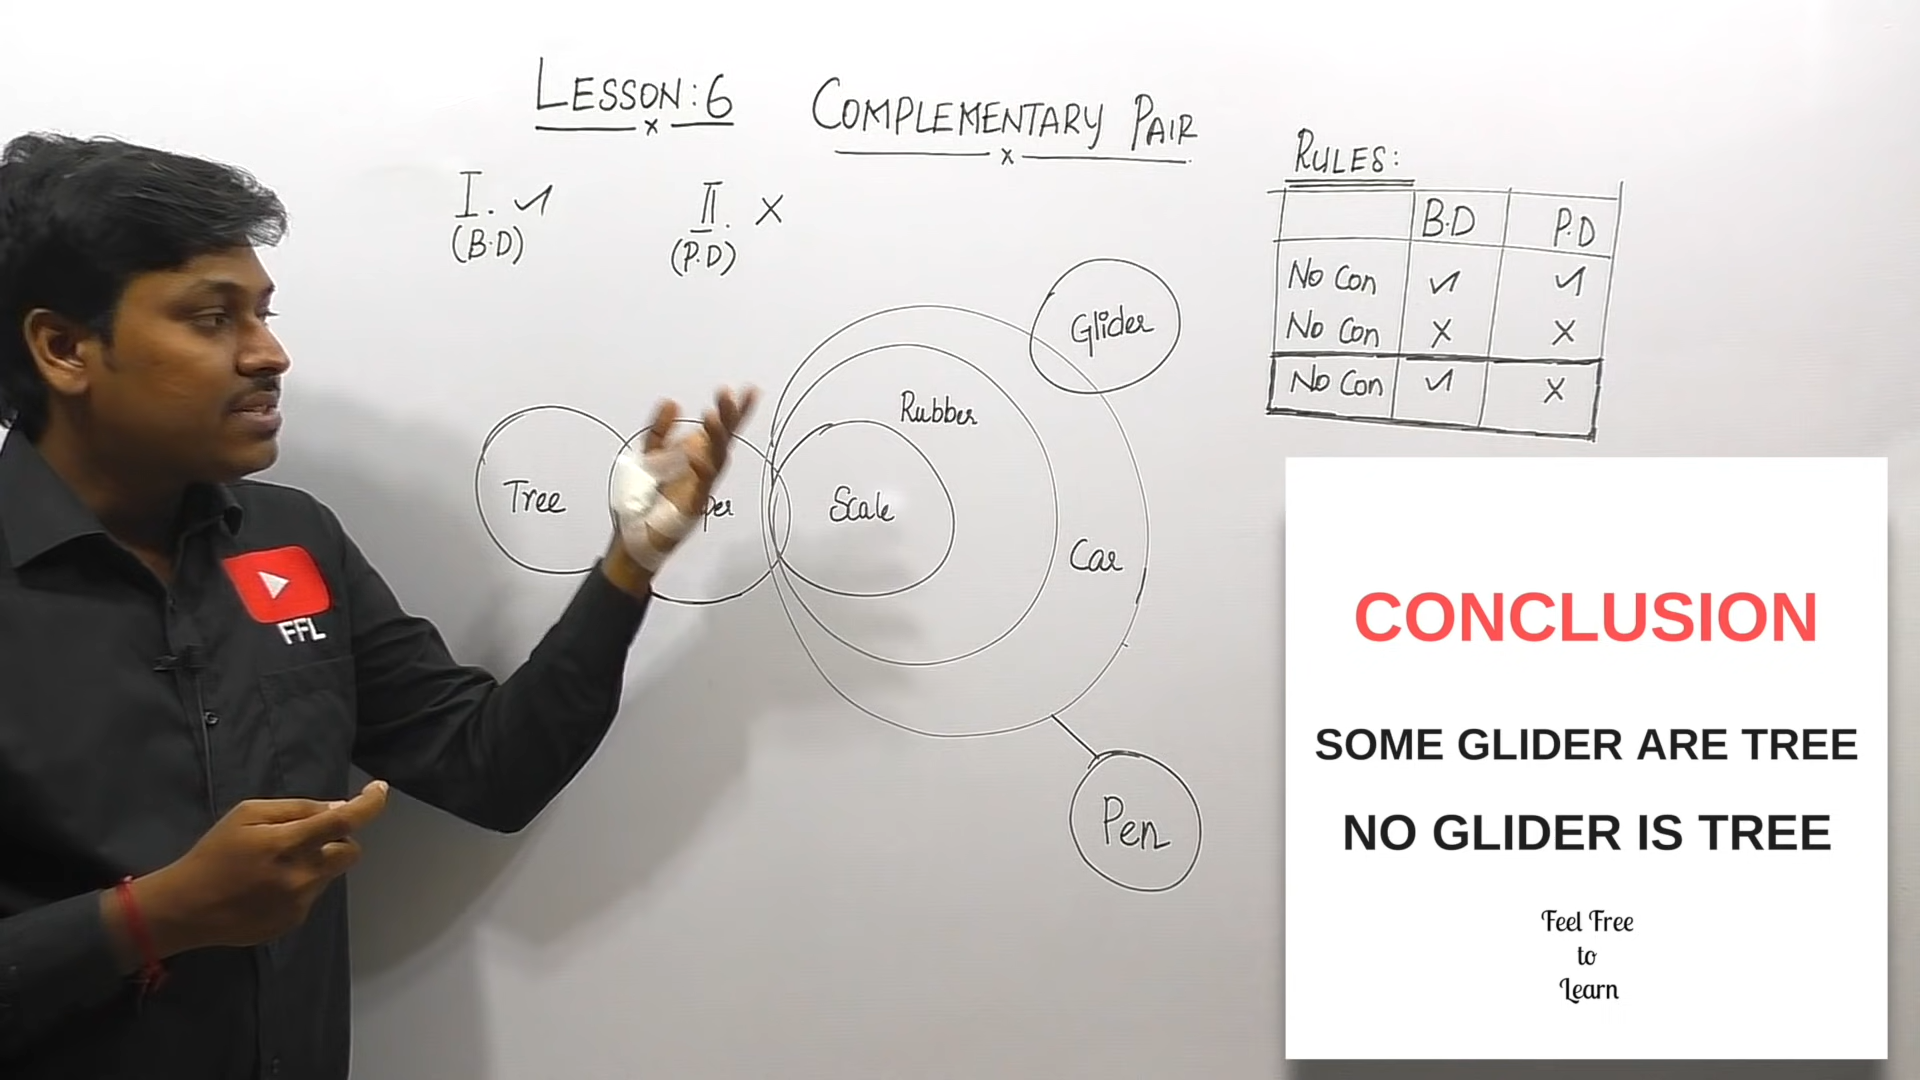 LESSON:6 COMPLEMENTARY PAIR
I. ✓ II. ×
(B.D) (P.D)
RULES:
B.D P.D
No Con ✓ ✓
No Con × ×
No Con ✓ ×
Glider
Rubber
Tree
Scale
Car
Pen
FFL
CONCLUSION
SOME GLIDER ARE TREE
NO GLIDER IS TREE
Feel Free
to
Learn